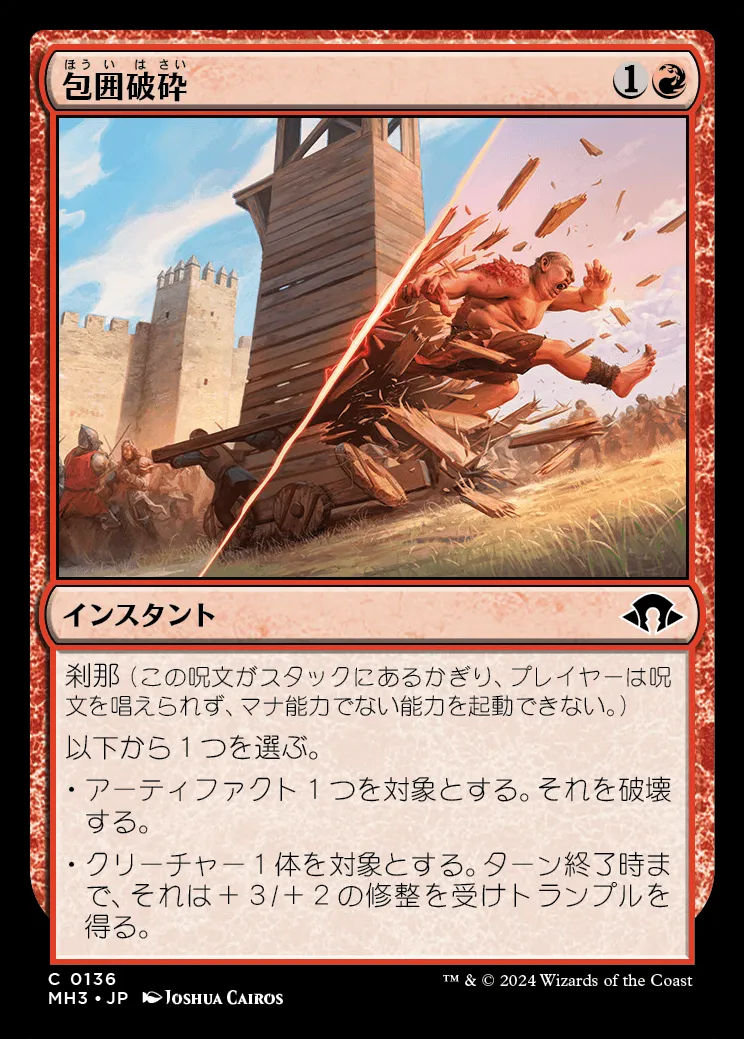 ほういはさい
包囲破砕
1
インスタント
刹那（この呪文がスタックにあるかぎり、プレイヤーは呪
文を唱えられず、マナ能力でない能力を起動できない。）
以下から１つを選ぶ。
・アーティファクト１つを対象とする。それを破壊
する。
・クリーチャー１体を対象とする。ターン終了時ま
で、それは＋３/＋２の修整を受けトランプルを
得る。
C 0136
MH3・JP Joshua Cairos
™ & © 2024 Wizards of the Coast